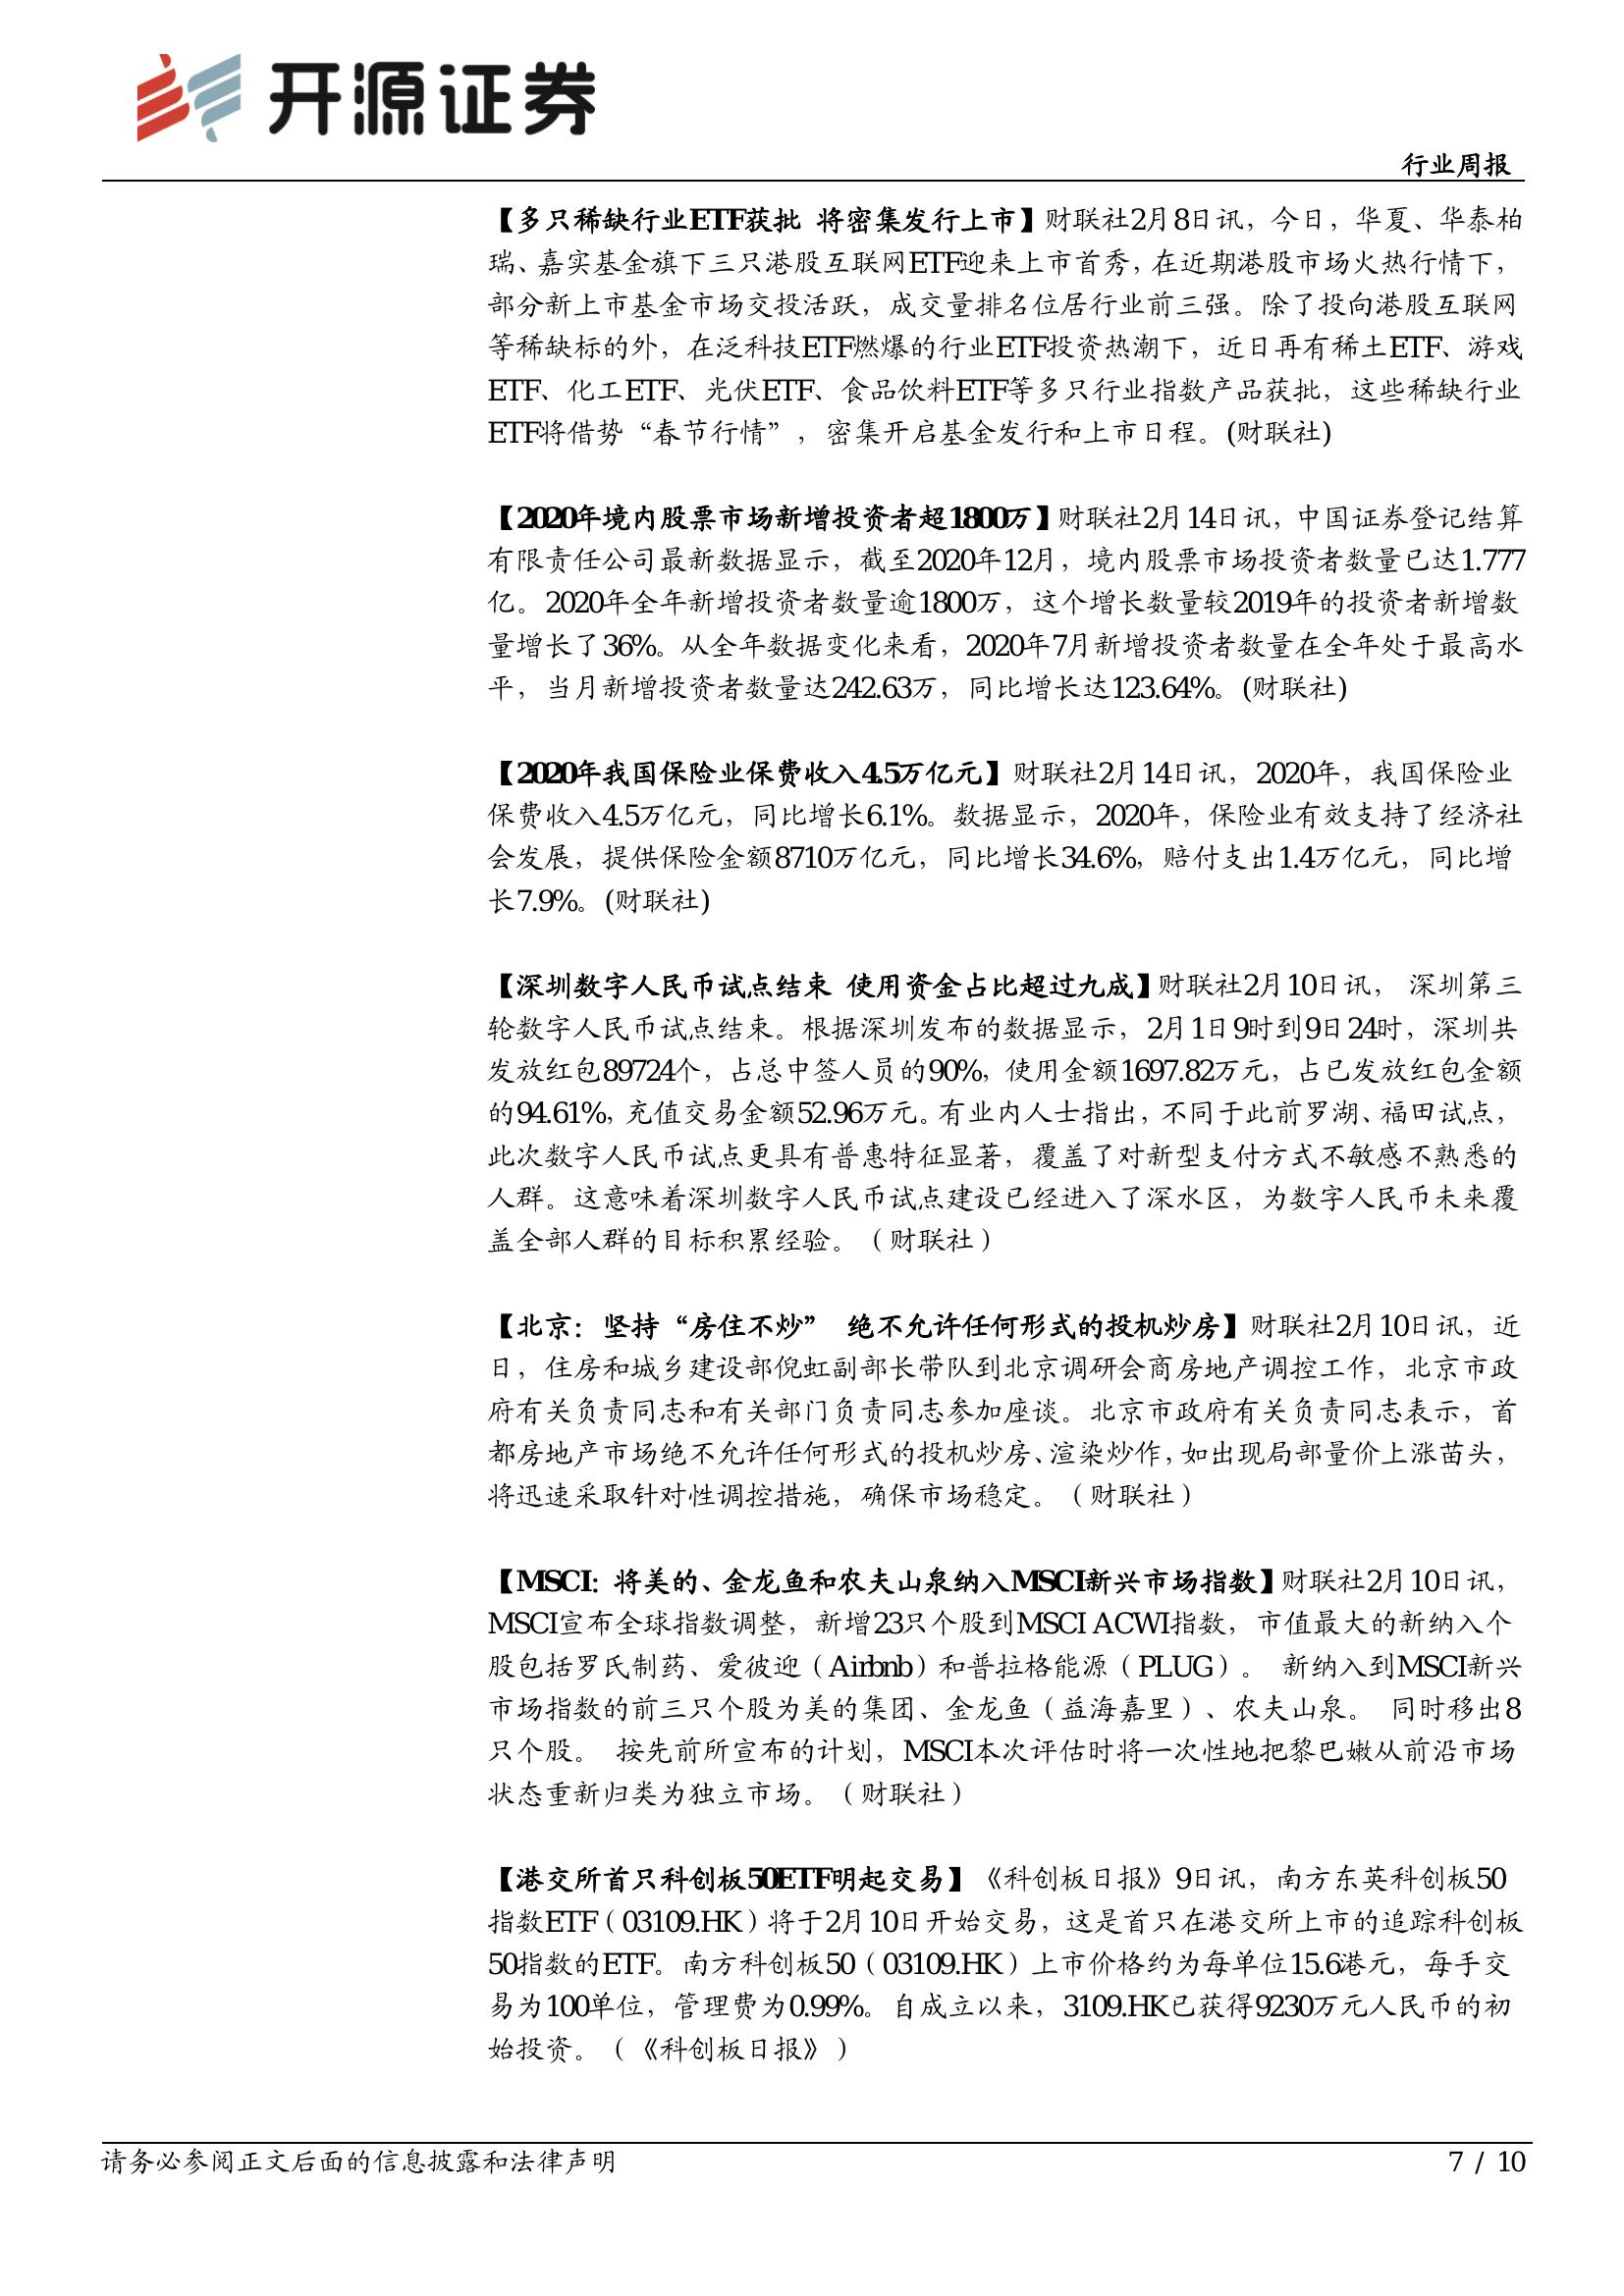 开源证券
行业周报
【多只稀缺行业ETF获批 将密集发行上市】财联社2月8日讯，今日，华夏、华泰柏
瑞、嘉实基金旗下三只港股互联网ETF迎来上市首秀，在近期港股市场火热行情下，
部分新上市基金市场交投活跃，成交量排名位居行业前三强。除了投向港股互联网
等稀缺标的外，在泛科技ETF燃爆的行业ETF投资热潮下，近日再有稀土ETF、游戏
ETF、化工ETF、光伏ETF、食品饮料ETF等多只行业指数产品获批，这些稀缺行业
ETF将借势“春节行情”，密集开启基金发行和上市日程。(财联社)
【2020年境内股票市场新增投资者超1800万】财联社2月14日讯，中国证券登记结算
有限责任公司最新数据显示，截至2020年12月，境内股票市场投资者数量已达1.777
亿。2020年全年新增投资者数量逾1800万，这个增长数量较2019年的投资者新增数
量增长了36%。从全年数据变化来看，2020年7月新增投资者数量在全年处于最高水
平，当月新增投资者数量达242.63万，同比增长达123.64%。(财联社)
【2020年我国保险业保费收入4.5万亿元】财联社2月14日讯，2020年，我国保险业
保费收入4.5万亿元，同比增长6.1%。数据显示，2020年，保险业有效支持了经济社
会发展，提供保险金额8710万亿元，同比增长34.6%，赔付支出1.4万亿元，同比增
长7.9%。(财联社)
【深圳数字人民币试点结束 使用资金占比超过九成】财联社2月10日讯， 深圳第三
轮数字人民币试点结束。根据深圳发布的数据显示，2月1日9时到9日24时，深圳共
发放红包89724个，占总中签人员的90%，使用金额1697.82万元，占已发放红包金额
的94.61%，充值交易金额52.96万元。有业内人士指出，不同于此前罗湖、福田试点，
此次数字人民币试点更具有普惠特征显著，覆盖了对新型支付方式不敏感不熟悉的
人群。这意味着深圳数字人民币试点建设已经进入了深水区，为数字人民币未来覆
盖全部人群的目标积累经验。（财联社）
【北京：坚持“房住不炒” 绝不允许任何形式的投机炒房】财联社2月10日讯，近
日，住房和城乡建设部倪虹副部长带队到北京调研会商房地产调控工作，北京市政
府有关负责同志和有关部门负责同志参加座谈。北京市政府有关负责同志表示，首
都房地产市场绝不允许任何形式的投机炒房、渲染炒作，如出现局部量价上涨苗头，
将迅速采取针对性调控措施，确保市场稳定。（财联社）
【MSCI：将美的、金龙鱼和农夫山泉纳入MSCI新兴市场指数】财联社2月10日讯，
MSCI宣布全球指数调整，新增23只个股到MSCI ACWI指数，市值最大的新纳入个
股包括罗氏制药、爱彼迎（Airbnb）和普拉格能源（PLUG）。 新纳入到MSCI新兴
市场指数的前三只个股为美的集团、金龙鱼（益海嘉里）、农夫山泉。 同时移出8
只个股。 按先前所宣布的计划，MSCI本次评估时将一次性地把黎巴嫩从前沿市场
状态重新归类为独立市场。（财联社）
【港交所首只科创板50ETF明起交易】《科创板日报》9日讯，南方东英科创板50
指数ETF（03109.HK）将于2月10日开始交易，这是首只在港交所上市的追踪科创板
50指数的ETF。南方科创板50（03109.HK）上市价格约为每单位15.6港元，每手交
易为100单位，管理费为0.99%。自成立以来，3109.HK已获得9230万元人民币的初
始投资。（《科创板日报》）
请务必参阅正文后面的信息披露和法律声明
7 / 10